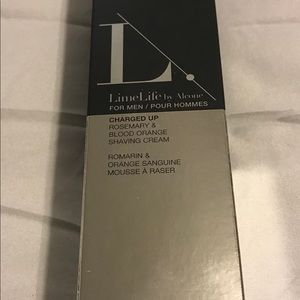 L.
LimeLife by Alcone
FOR MEN / POUR HOMMES
CHARGED UP
ROSEMARY &
BLOOD ORANGE
SHAVING CREAM
ROMARIN &
ORANGE SANGUINE
MOUSSE À RASER